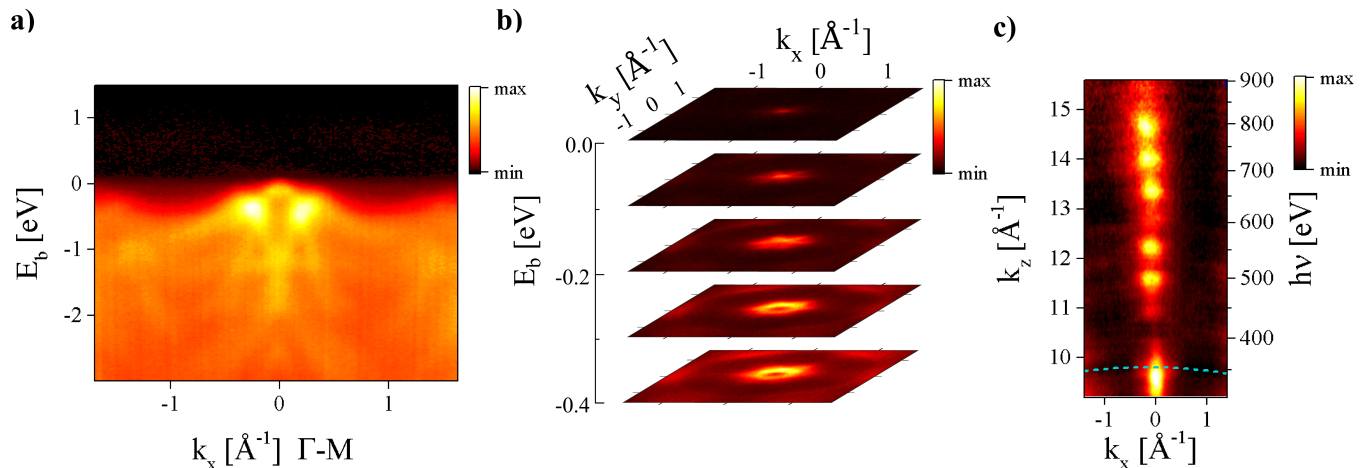 a)
max
min
1
0
-1
-2
E_b [eV]
-1 0 1
k_x [Å^-1] Γ-M
b)
k_x [Å^-1]
-1 0 1
k_y [Å^-1]
-1 0 1
max
min
0.0
-0.2
-0.4
E_b [eV]
c)
15
14
13
12
11
10
k_z [Å^-1]
900
800
700
600
500
400
hν [eV]
max
min
-1 0 1
k_x [Å^-1]